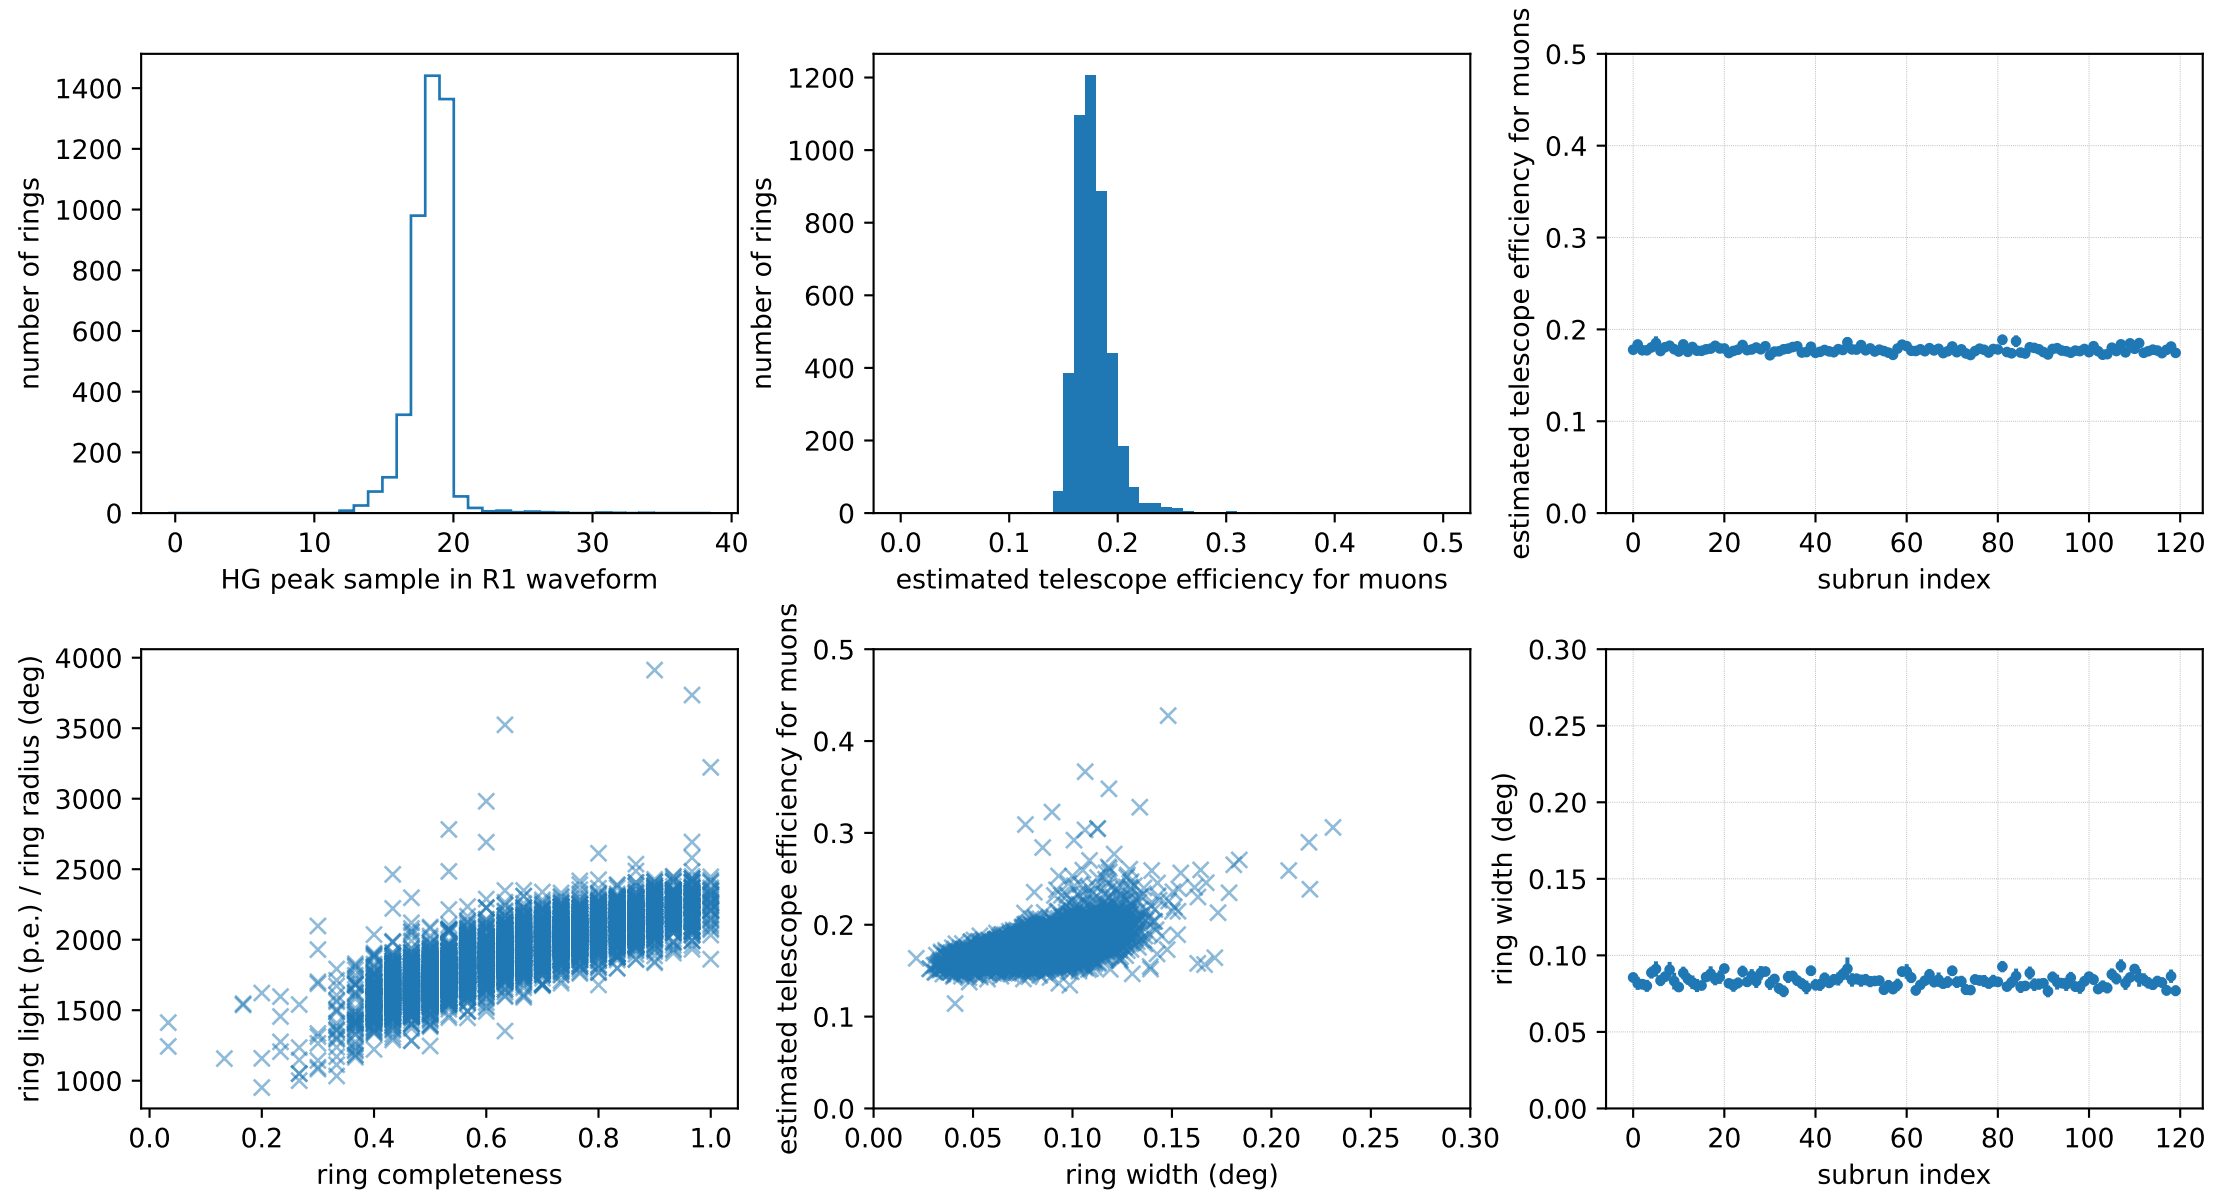 1400
1200
1000
800
600
400
200
0
number of rings
0 10 20 30 40
HG peak sample in R1 waveform
1200
1000
800
600
400
200
0
number of rings
0.0 0.1 0.2 0.3 0.4 0.5
estimated telescope efficiency for muons
0.5
0.4
0.3
0.2
0.1
0.0
estimated telescope efficiency for muons
0 20 40 60 80 100 120
subrun index
4000
3500
3000
2500
2000
1500
1000
ring light (p.e.) / ring radius (deg)
0.0 0.2 0.4 0.6 0.8 1.0
ring completeness
0.5
0.4
0.3
0.2
0.1
0.0
estimated telescope efficiency for muons
0.00 0.05 0.10 0.15 0.20 0.25 0.30
ring width (deg)
0.30
0.25
0.20
0.15
0.10
0.05
0.00
ring width (deg)
0 20 40 60 80 100 120
subrun index